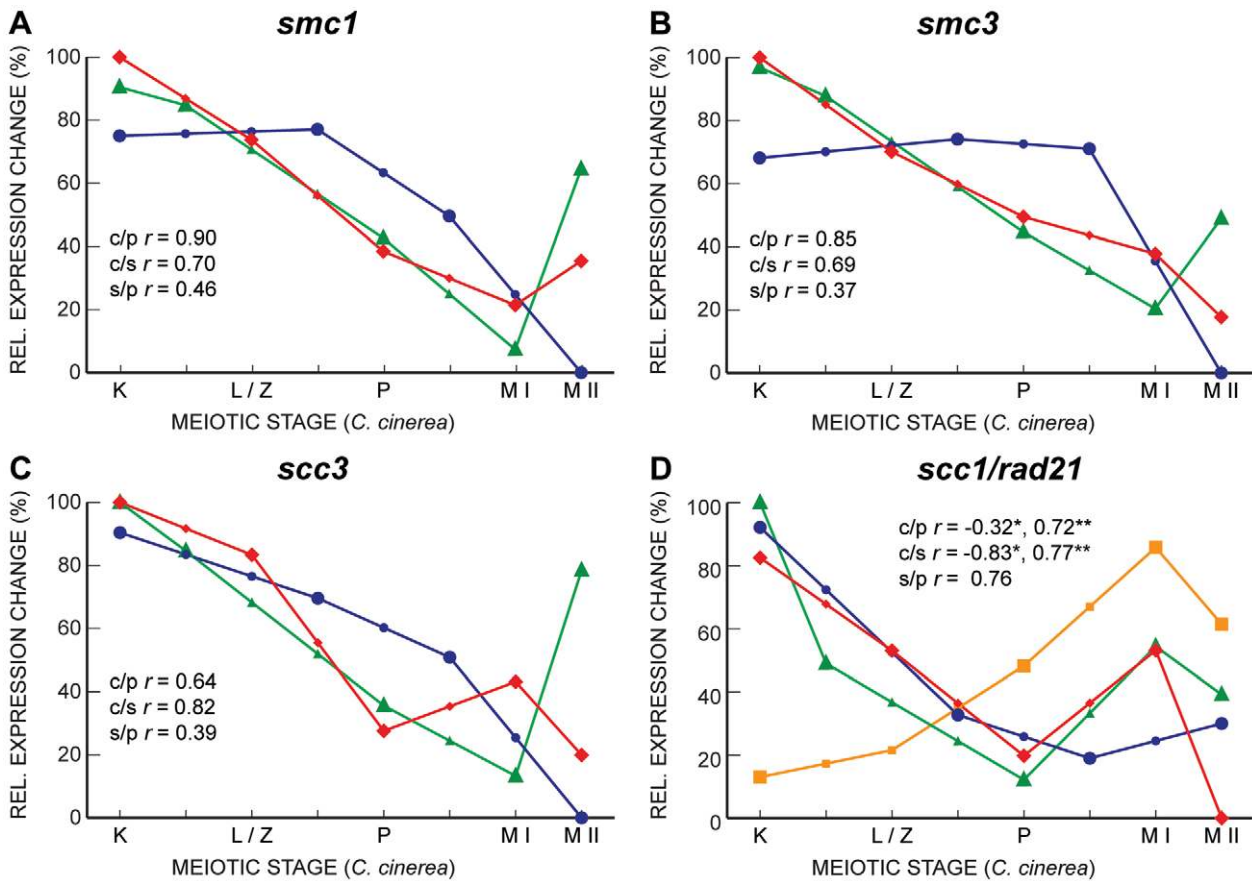 A
smc1
REL. EXPRESSION CHANGE (%)
100
80
60
40
20
0
c/p r = 0.90
c/s r = 0.70
s/p r = 0.46
K
L / Z
P
M I
M II
MEIOTIC STAGE (C. cinerea)
B
smc3
REL. EXPRESSION CHANGE (%)
100
80
60
40
20
0
c/p r = 0.85
c/s r = 0.69
s/p r = 0.37
K
L / Z
P
M I
M II
MEIOTIC STAGE (C. cinerea)
C
scc3
REL. EXPRESSION CHANGE (%)
100
80
60
40
20
0
c/p r = 0.64
c/s r = 0.82
s/p r = 0.39
K
L / Z
P
M I
M II
MEIOTIC STAGE (C. cinerea)
D
scc1/rad21
REL. EXPRESSION CHANGE (%)
100
80
60
40
20
0
c/p r = -0.32*, 0.72**
c/s r = -0.83*, 0.77**
s/p r = 0.76
K
L / Z
P
M I
M II
MEIOTIC STAGE (C. cinerea)